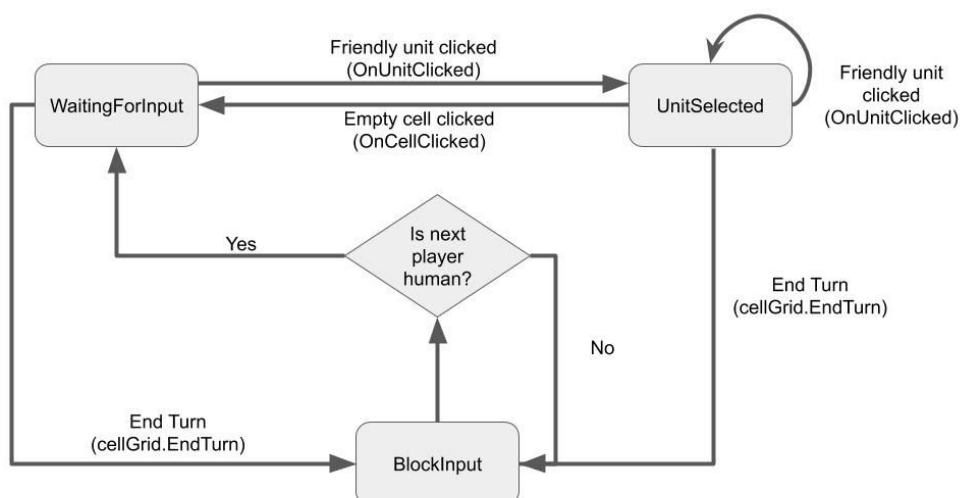 Friendly unit clicked
(OnUnitClicked)
WaitingForInput
UnitSelected
Friendly unit
clicked
(OnUnitClicked)
Empty cell clicked
(OnCellClicked)
Yes
Is next
player
human?
End Turn
(cellGrid.EndTurn)
No
End Turn
(cellGrid.EndTurn)
BlockInput